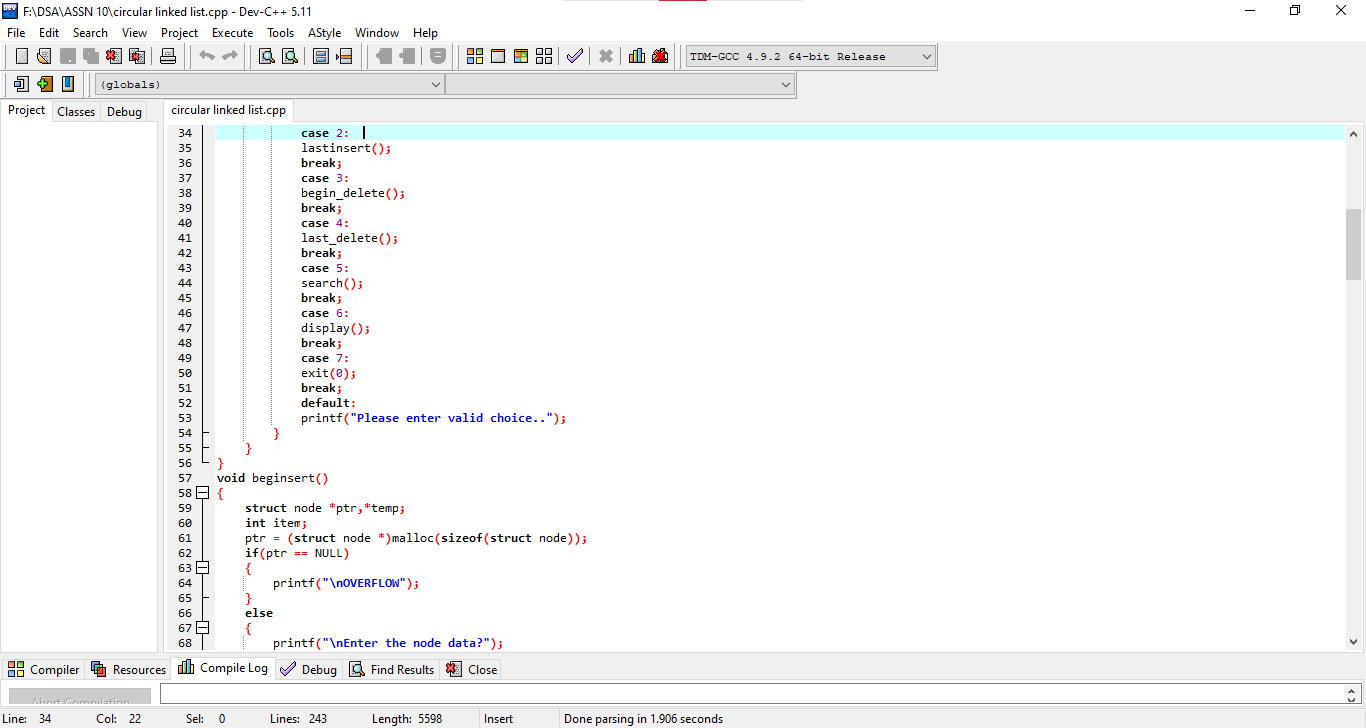 F:\DSA\ASSN 10\circular linked list.cpp - Dev-C++ 5.11
File Edit Search View Project Execute Tools AStyle Window Help
TDM-GCC 4.9.2 64-bit Release
(globals)
Project Classes Debug
circular linked list.cpp
34 case 2:
35 lastinsert();
36 break;
37 case 3:
38 begin_delete();
39 break;
40 case 4:
41 last_delete();
42 break;
43 case 5:
44 search();
45 break;
46 case 6:
47 display();
48 break;
49 case 7:
50 exit(0);
51 break;
52 default:
53 printf("Please enter valid choice..");
54 }
55 }
56 }
57 void beginsert()
58 {
59 struct node *ptr,*temp;
60 int item;
61 ptr = (struct node *)malloc(sizeof(struct node));
62 if(ptr == NULL)
63 {
64 printf("\nOVERFLOW");
65 }
66 else
67 {
68 printf("\nEnter the node data?");
Compiler Resources Compile Log Debug Find Results Close
Abort Compilation
Line: 34 Col: 22 Sel: 0 Lines: 243 Length: 5598 Insert Done parsing in 1.906 seconds